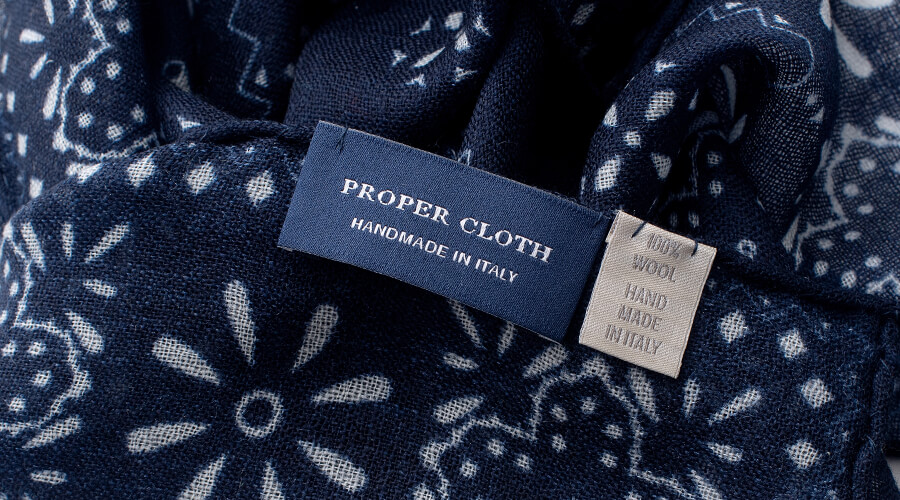 PROPER CLOTH
HANDMADE IN ITALY
100%
WOOL
HAND
MADE
IN ITALY